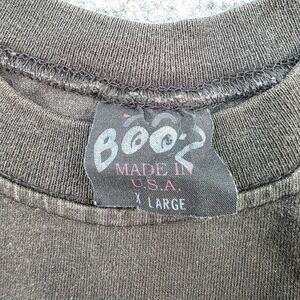 BOO-2
MADE IN
U.S.A.
X LARGE